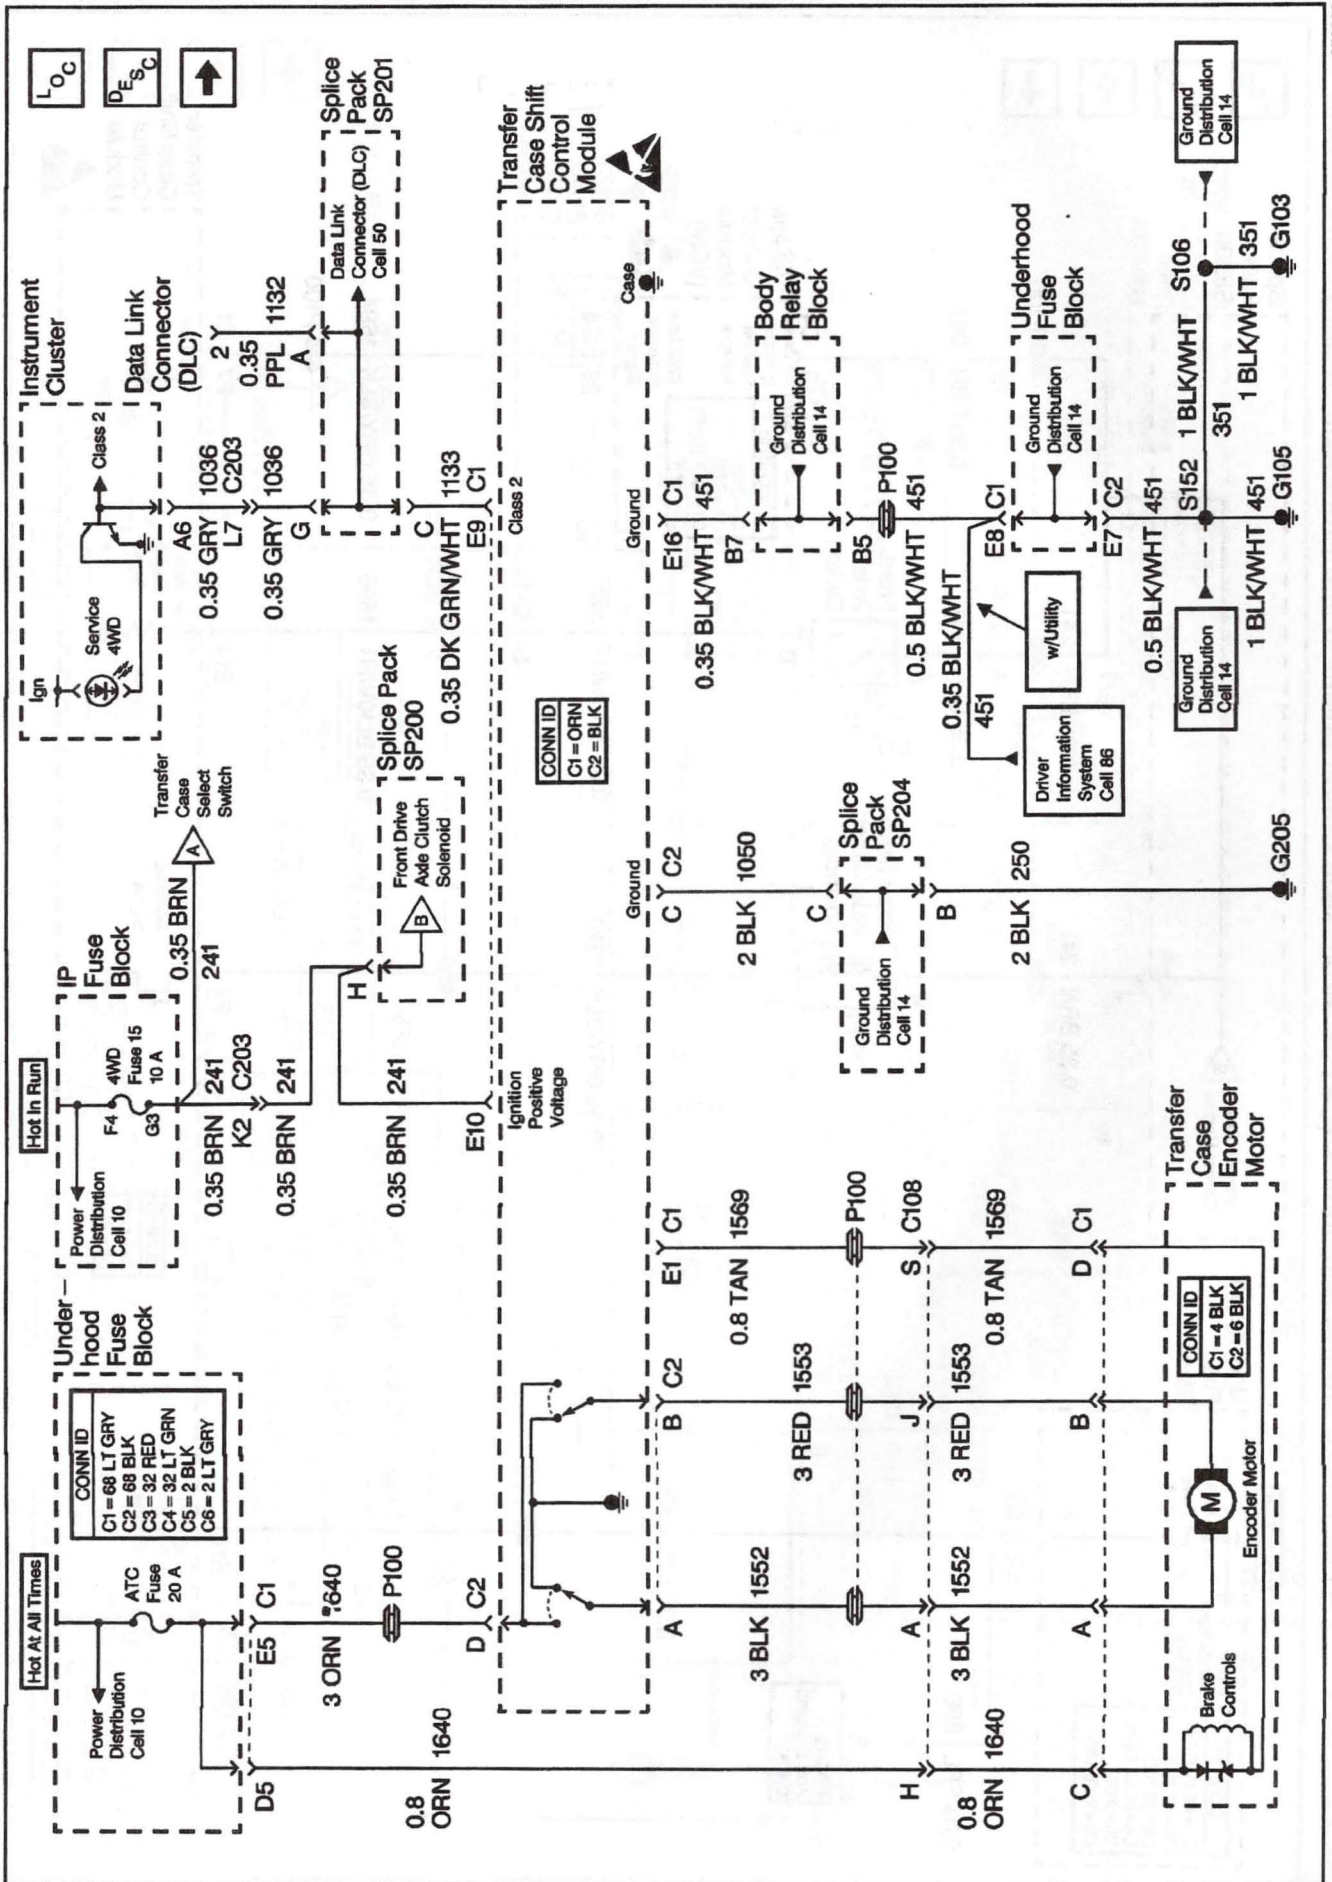 L O C
D E S C
Hot At All Times
Power
Distribution
Cell 10
ATC
Fuse
20 A
CONN ID
C1 = 68 LT GRY
C2 = 68 BLK
C3 = 32 RED
C4 = 32 LT GRN
C5 = 2 BLK
C6 = 2 LT GRY
Under-
hood
Fuse
Block
Hot In Run
Power
Distribution
Cell 10
F4
4WD
Fuse 15
10 A
G3
IP
Fuse
Block
0.35 BRN
241
A
Transfer
Case
Select
Switch
Ign
Service
4WD
Class 2
Instrument
Cluster
0.35 BRN 241
K2 C203
0.35 BRN 241
H
B
Front Drive
Axle Clutch
Solenoid
Splice Pack
SP200
0.35 BRN 241
E10
A6
0.35 GRY 1036
L7 C203
0.35 GRY 1036
G
Data Link
Connector
(DLC)
2
0.35
PPL 1132
A
Data Link
Connector (DLC)
Cell 50
Splice
Pack
SP201
C
0.35 DK GRN/WHT 1133
E9 C1
D5
E5 C1
3 ORN 640
P100
D C2
0.8
ORN 1640
Ignition
Positive
Voltage
Class 2
Transfer
Case Shift
Control
Module
CONN ID
C1 = ORN
C2 = BLK
Ground
Ground
Case
A
B C2
E1 C1
3 BLK 1552
3 RED 1553
0.8 TAN 1569
P100
H
A
J
S C108
0.8
ORN 1640
3 BLK 1552
3 RED 1553
0.8 TAN 1569
C
A
B
D C1
Brake
Controls
M
Encoder Motor
CONN ID
C1 = 4 BLK
C2 = 6 BLK
Transfer
Case
Encoder
Motor
C C2
2 BLK 1050
C
Ground
Distribution
Cell 14
Splice
Pack
SP204
B
2 BLK 250
G205
E16 C1
0.35 BLK/WHT 451
B7
Ground
Distribution
Cell 14
Body
Relay
Block
B5
P100
0.5 BLK/WHT 451
0.35 BLK/WHT
451
E8 C1
Driver
Information
System
Cell 86
w/Utility
Ground
Distribution
Cell 14
Underhood
Fuse
Block
E7 C2
0.5 BLK/WHT 451
Ground
Distribution
Cell 14
S152
1 BLK/WHT
351
S106
Ground
Distribution
Cell 14
1 BLK/WHT 451
G105
1 BLK/WHT 351
G103